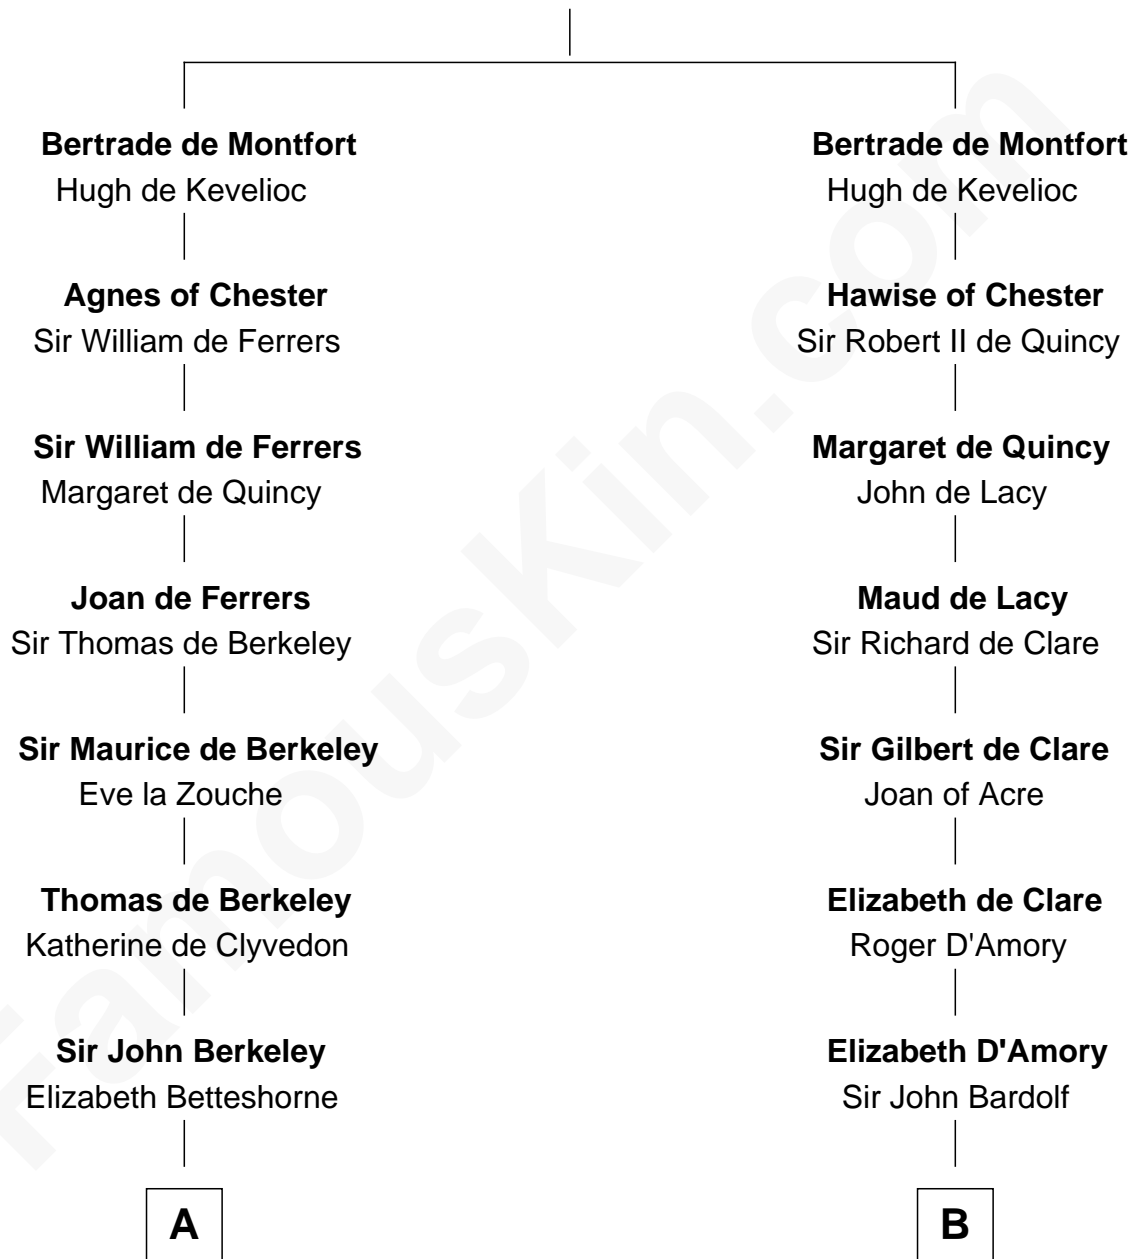 Bertrade de Montfort
Hugh de Kevelioc
Agnes of Chester
Sir William de Ferrers
Sir William de Ferrers
Margaret de Quincy
Joan de Ferrers
Sir Thomas de Berkeley
Sir Maurice de Berkeley
Eve la Zouche
Thomas de Berkeley
Katherine de Clyvedon
Sir John Berkeley
Elizabeth Betteshorne
A
Bertrade de Montfort
Hugh de Kevelioc
Hawise of Chester
Sir Robert II de Quincy
Margaret de Quincy
John de Lacy
Maud de Lacy
Sir Richard de Clare
Sir Gilbert de Clare
Joan of Acre
Elizabeth de Clare
Roger D'Amory
Elizabeth D'Amory
Sir John Bardolf
B
FamousKin.com